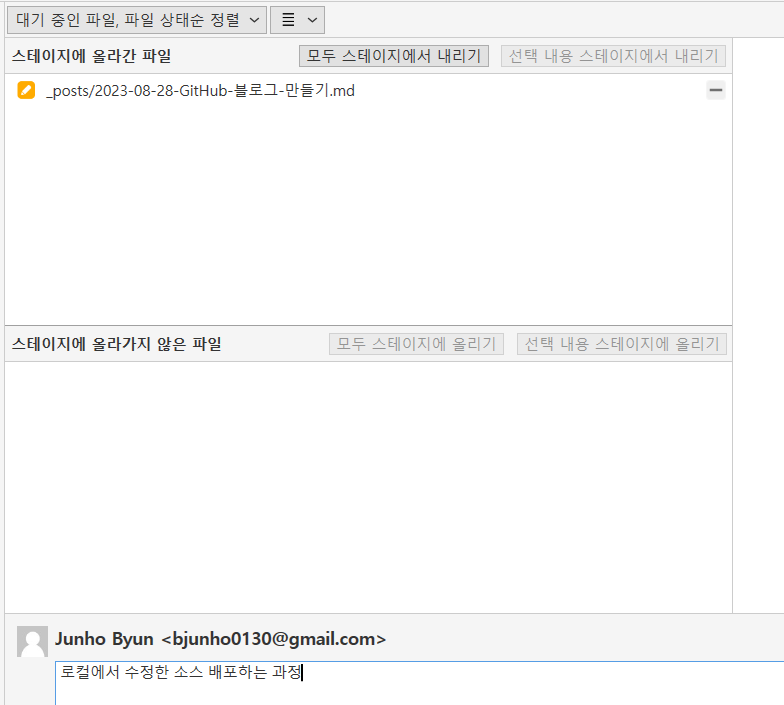 대기 중인 파일, 파일 상태순 정렬
스테이지에 올라간 파일 모두 스테이지에서 내리기 선택 내용 스테이지에서 내리기
_posts/2023-08-28-GitHub-블로그-만들기.md
스테이지에 올라가지 않은 파일 모두 스테이지에 올리기 선택 내용 스테이지에 올리기
Junho Byun <bjunho0130@gmail.com>
로컬에서 수정한 소스 배포하는 과정